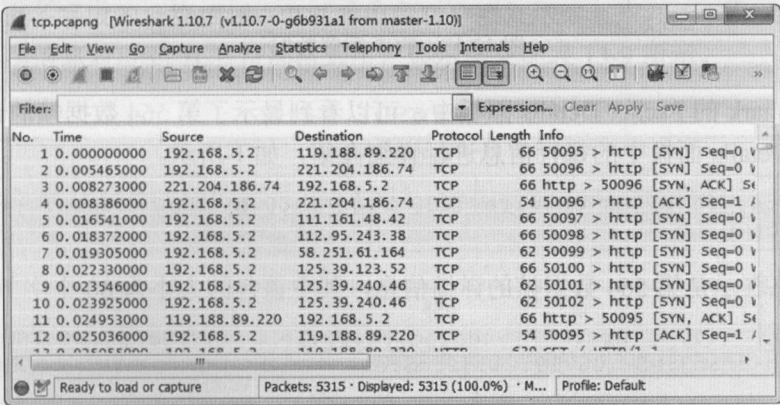 tcp.pcapng [Wireshark 1.10.7 (v1.10.7-0-g6b931a1 from master-1.10)]
File Edit View Go Capture Analyze Statistics Telephony Tools Internals Help
Filter: Expression... Clear Apply Save
No. Time Source Destination Protocol Length Info
1 0.000000000 192.168.5.2 119.188.89.220 TCP 66 50095 > http [SYN] Seq=0
2 0.005465000 192.168.5.2 221.204.186.74 TCP 66 50096 > http [SYN] Seq=0
3 0.008273000 221.204.186.74 192.168.5.2 TCP 66 http > 50096 [SYN, ACK] Se
4 0.008386000 192.168.5.2 221.204.186.74 TCP 54 50096 > http [ACK] Seq=1
5 0.016541000 192.168.5.2 111.161.48.42 TCP 66 50097 > http [SYN] Seq=0
6 0.018372000 192.168.5.2 112.95.243.38 TCP 66 50098 > http [SYN] Seq=0
7 0.019305000 192.168.5.2 58.251.61.164 TCP 62 50099 > http [SYN] Seq=0
8 0.022330000 192.168.5.2 125.39.123.52 TCP 66 50100 > http [SYN] Seq=0
9 0.023546000 192.168.5.2 125.39.240.46 TCP 62 50101 > http [SYN] Seq=0
10 0.023925000 192.168.5.2 125.39.240.46 TCP 62 50102 > http [SYN] Seq=0
11 0.024953000 119.188.89.220 192.168.5.2 TCP 66 http > 50095 [SYN, ACK] Se
12 0.025036000 192.168.5.2 119.188.89.220 TCP 54 50095 > http [ACK] Seq=1
Ready to load or capture Packets: 5315 · Displayed: 5315 (100.0%) · M... Profile: Default